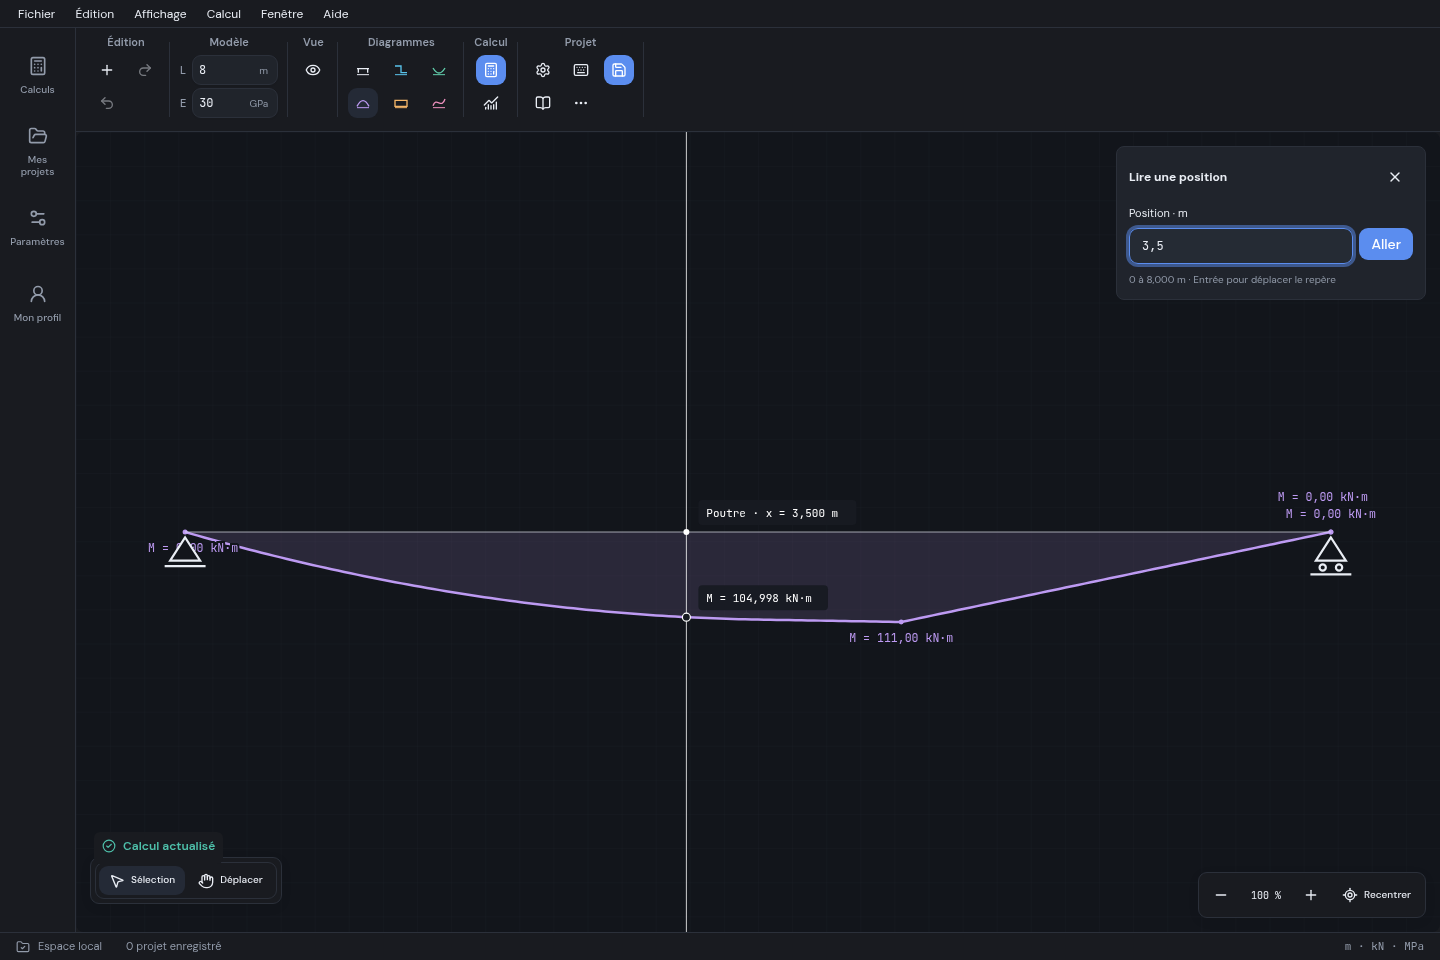 Fichier Édition Affichage Calcul Fenêtre Aide
Édition Modèle Vue Diagrammes Calcul Projet
L 8 m
E 30 GPa
Calculs
Mes
projets
Paramètres
Mon profil
Lire une position
Position · m
3,5 Aller
0 à 8,000 m · Entrée pour déplacer le repère
M = 0,00 kN·m
M = 0,00 kN·m
Poutre · x = 3,500 m
M = 0,00 kN·m
M = 104,998 kN·m
M = 111,00 kN·m
Calcul actualisé
Sélection Déplacer
100 % Recentrer
Espace local 0 projet enregistré m · kN · MPa